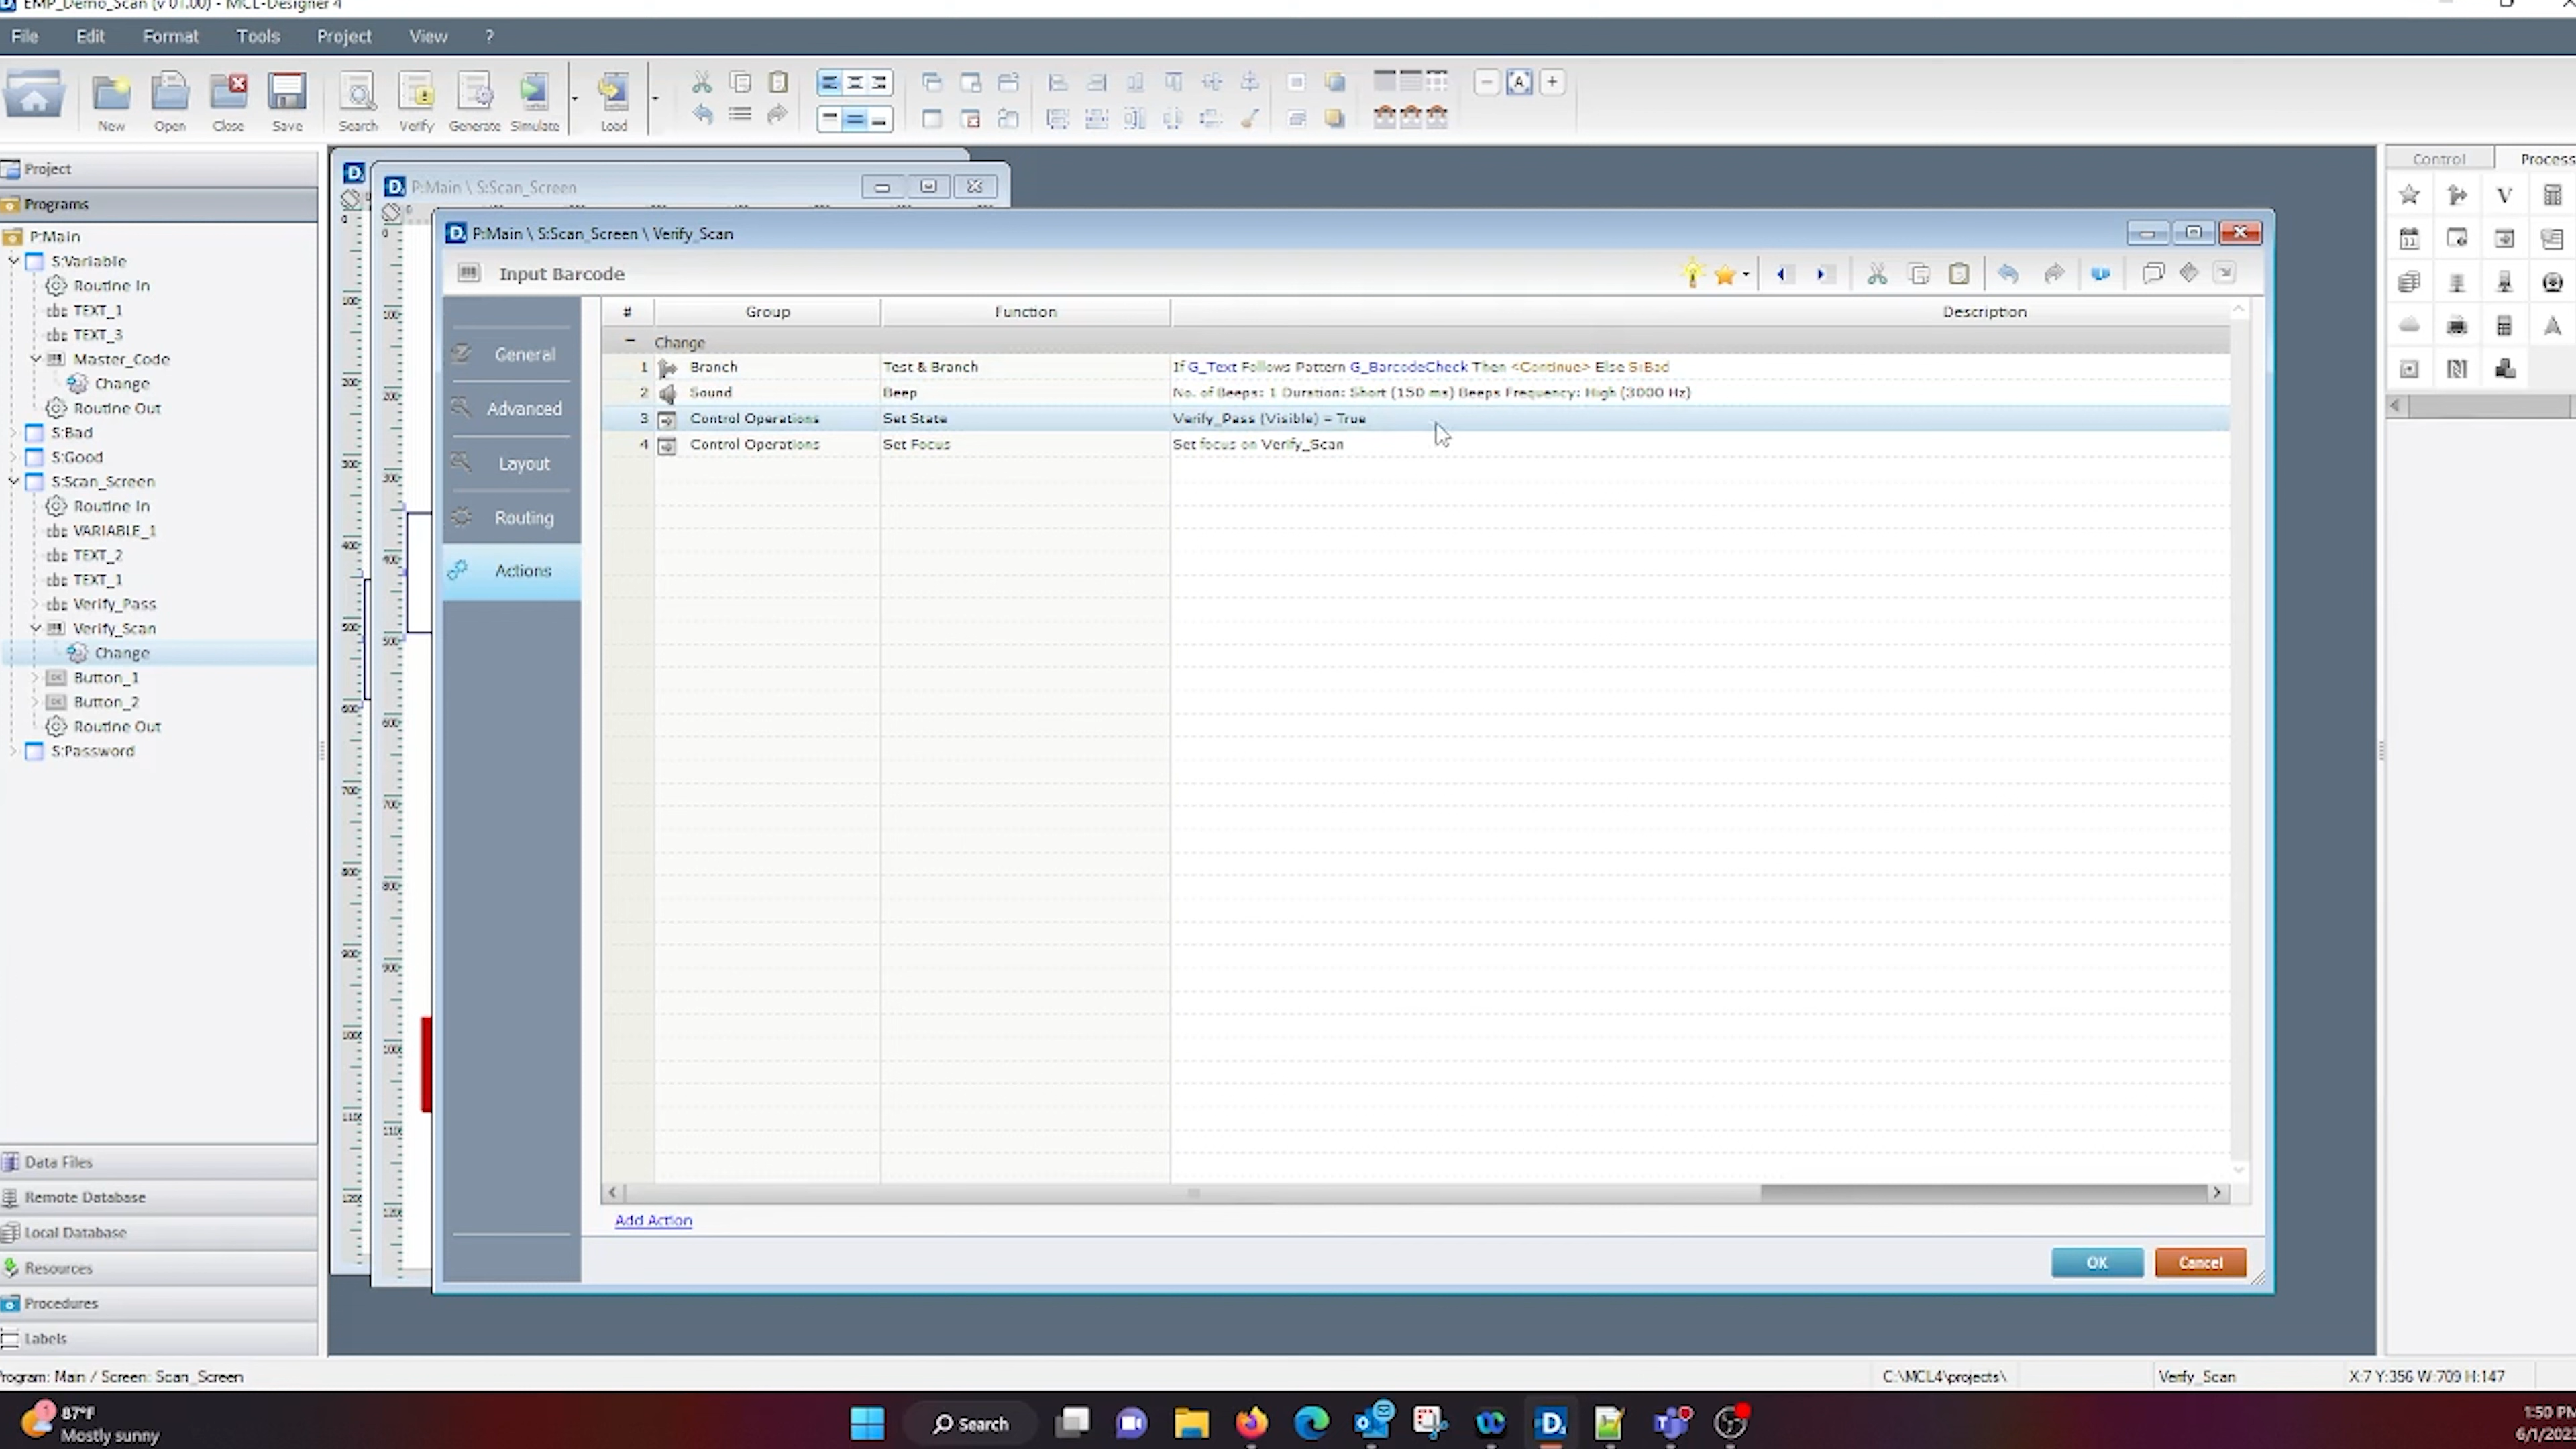 EMP_Demo_Scan (v 01.00) - MCL-Designer 4
File Edit Format Tools Project View ?
New Open Close Save Search Verify Generate Simulate Load
Project
Programs
P:Main
S:Variable
Routine In
TEXT_1
TEXT_3
Master_Code
Change
Routine Out
S:Bad
S:Good
S:Scan_Screen
Routine In
VARIABLE_1
TEXT_2
TEXT_1
Verify_Pass
Verify_Scan
Change
Button_1
Button_2
Routine Out
S:Password
Data Files
Remote Database
Local Database
Resources
Procedures
Labels
P:Main \ S:Scan_Screen
P:Main \ S:Scan_Screen \ Verify_Scan
Input Barcode
General
Advanced
Layout
Routing
Actions
# Group Function Description
Change
1 Branch Test & Branch If G_Text Follows Pattern G_BarcodeCheck Then <Continue> Else S:Bad
2 Sound Beep No. of Beeps: 1 Duration: Short (150 ms) Beeps Frequency: High (3000 Hz)
3 Control Operations Set State Verify_Pass (Visible) = True
4 Control Operations Set Focus Set focus on Verify_Scan
Add Action
OK Cancel
Control Process
rogram: Main / Screen: Scan_Screen
C:\MCL4\projects\
Verify_Scan
X:7 Y:356 W:709 H:147
87°F
Mostly sunny
Search
1:50 PM
6/1/202